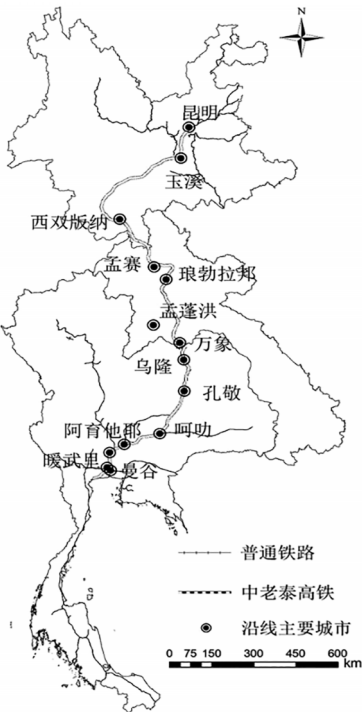 N
昆明
玉溪
西双版纳
孟赛
琅勃拉邦
孟蓬洪
万象
乌隆
孔敬
阿育他耶
呵叻
暖武里
曼谷
普通铁路
中老泰高铁
沿线主要城市
0 75 150 300 450 600
km